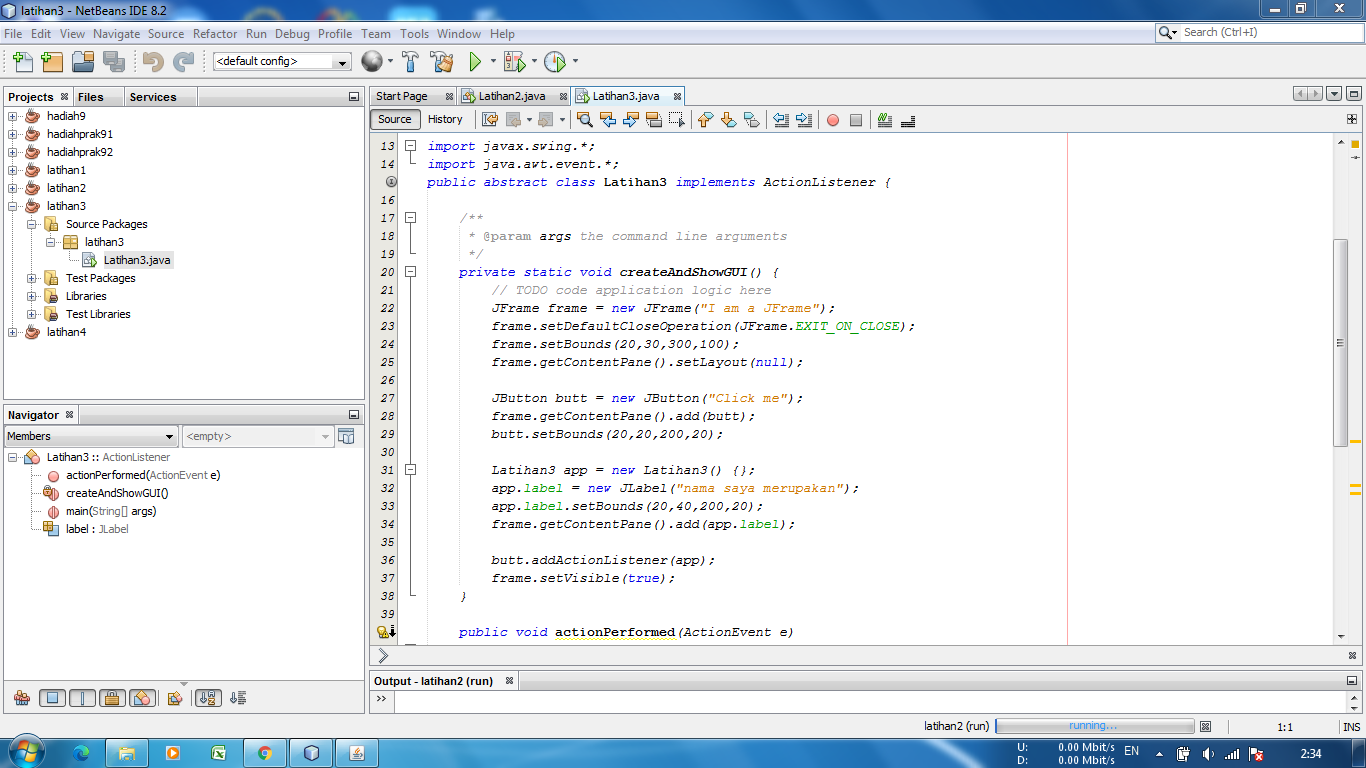 latihan3 - NetBeans IDE 8.2
File Edit View Navigate Source Refactor Run Debug Profile Team Tools Window Help
Search (Ctrl+I)
<default config>
Projects Files Services
hadiah9
hadiahprak91
hadiahprak92
latihan1
latihan2
latihan3
Source Packages
latihan3
Latihan3.java
Test Packages
Libraries
Test Libraries
latihan4
Navigator
Members
<empty>
Latihan3 :: ActionListener
actionPerformed(ActionEvent e)
createAndShowGUI()
main(String[] args)
label : JLabel
Start Page Latihan2.java Latihan3.java
Source History
13 import javax.swing.*;
14 import java.awt.event.*;
public abstract class Latihan3 implements ActionListener {
16
17 /**
18 * @param args the command line arguments
19 */
20 private static void createAndShowGUI() {
21 // TODO code application logic here
22 JFrame frame = new JFrame("I am a JFrame");
23 frame.setDefaultCloseOperation(JFrame.EXIT_ON_CLOSE);
24 frame.setBounds(20,30,300,100);
25 frame.getContentPane().setLayout(null);
26
27 JButton butt = new JButton("Click me");
28 frame.getContentPane().add(butt);
29 butt.setBounds(20,20,200,20);
30
31 Latihan3 app = new Latihan3() {};
32 app.label = new JLabel("nama saya merupakan");
33 app.label.setBounds(20,40,200,20);
34 frame.getContentPane().add(app.label);
35
36 butt.addActionListener(app);
37 frame.setVisible(true);
38 }
39
public void actionPerformed(ActionEvent e)
Output - latihan2 (run)
latihan2 (run) running...
1:1 INS
U: 0.00 Mbit/s
D: 0.00 Mbit/s
EN
2:34